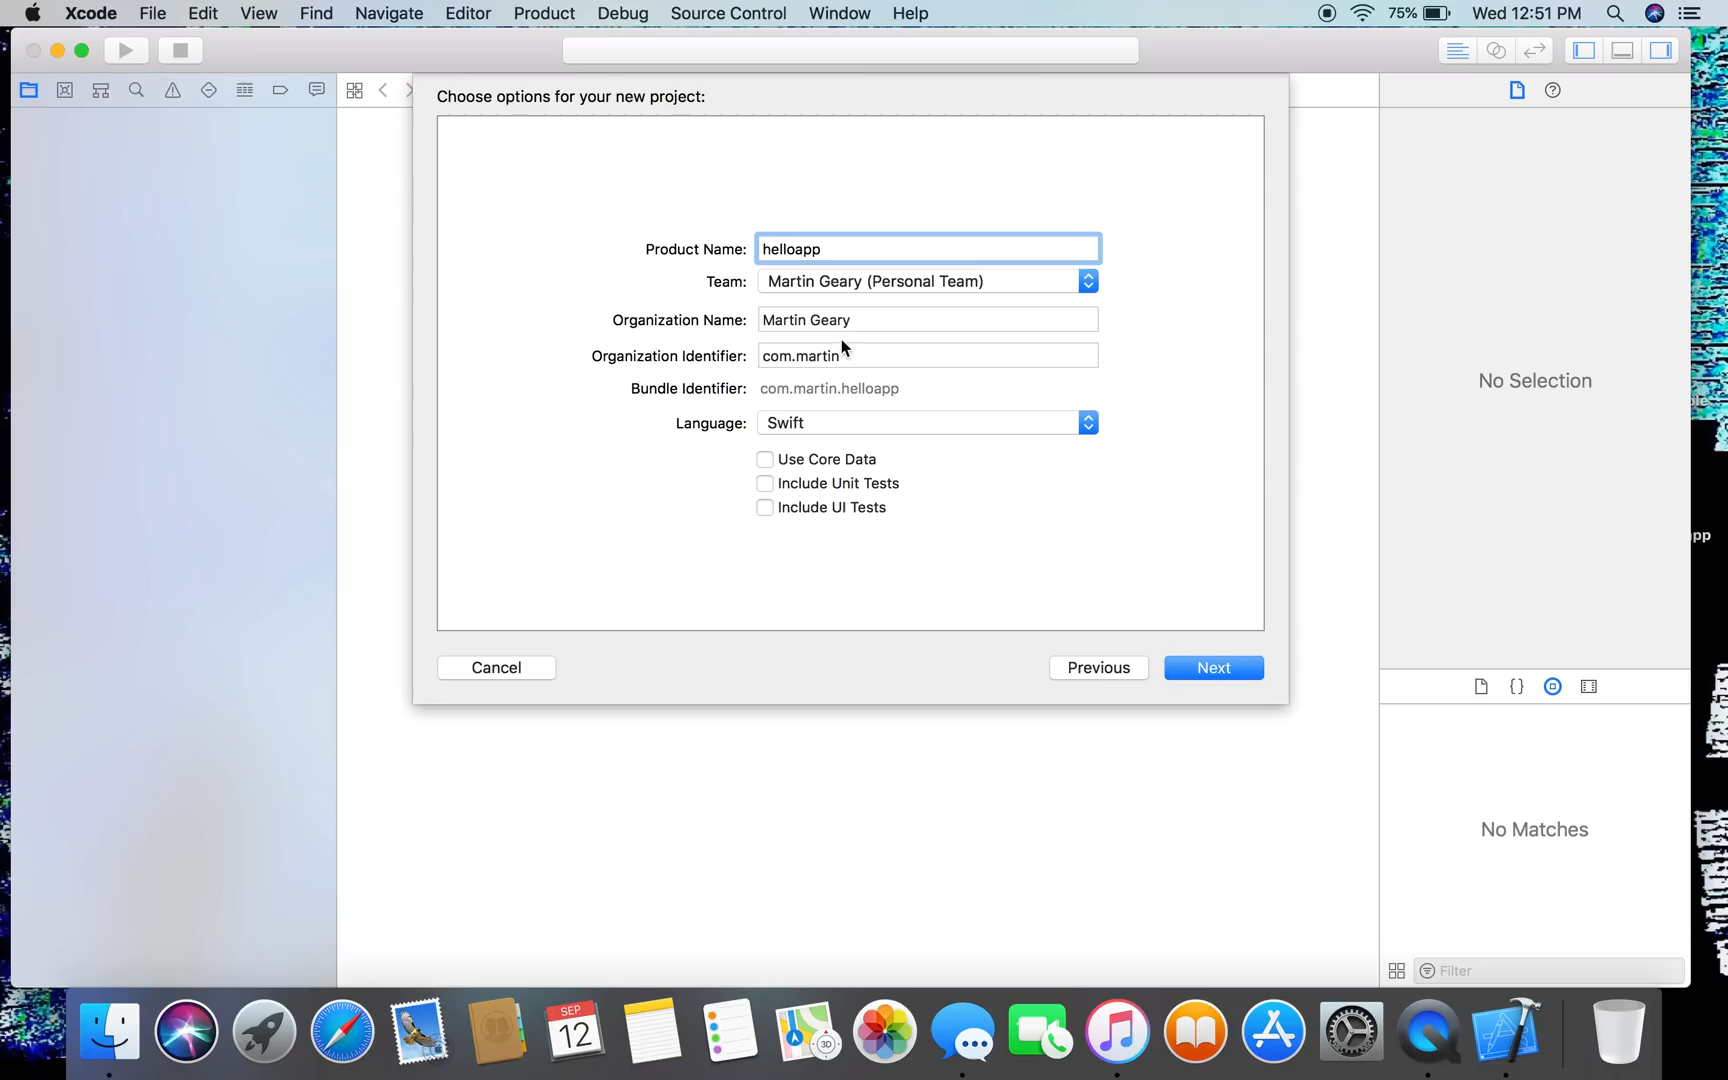 Xcode File Edit View Find Navigate Editor Product Debug Source Control Window Help 75% Wed 12:51 PM
Choose options for your new project:
Product Name: helloapp
Team: Martin Geary (Personal Team)
Organization Name: Martin Geary
Organization Identifier: com.martin
Bundle Identifier: com.martin.helloapp
Language: Swift
Use Core Data
Include Unit Tests
Include UI Tests
Cancel Previous Next
No Selection
pp
No Matches
Filter
SEP
12
3D